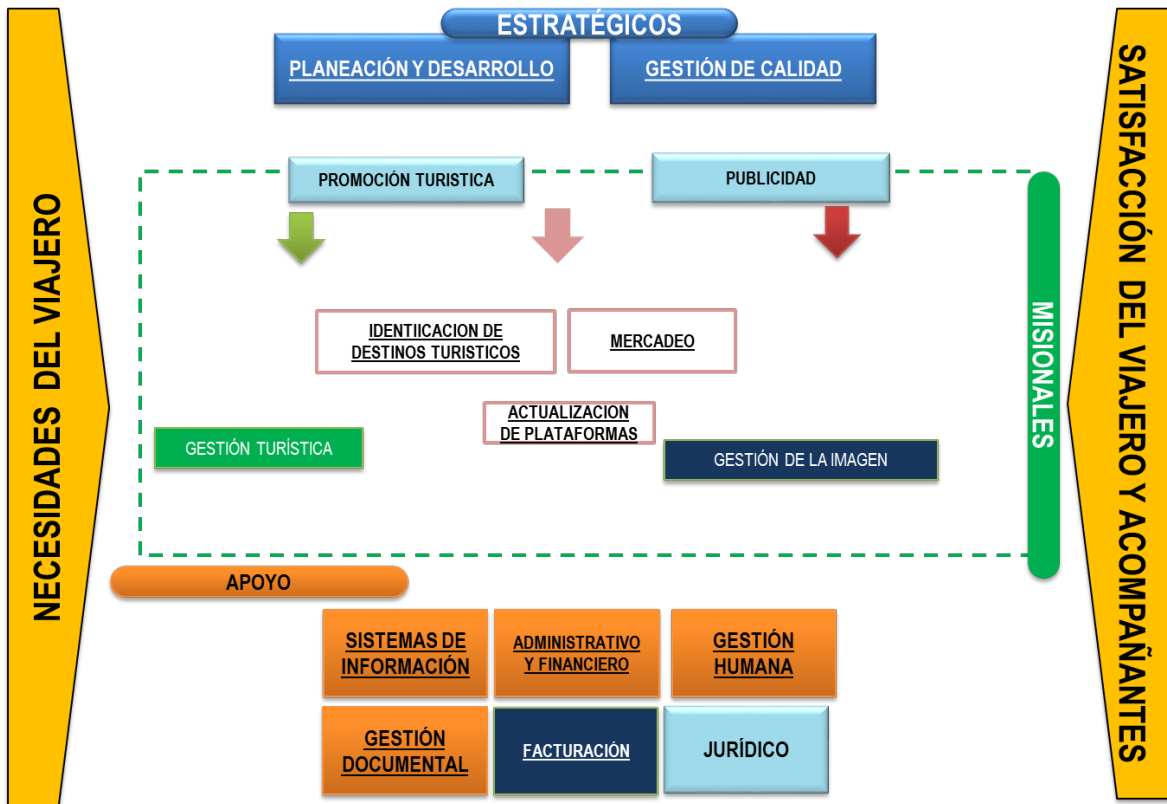 NECESIDADES DEL VIAJERO
ESTRATÉGICOS
PLANEACIÓN Y DESARROLLO
GESTIÓN DE CALIDAD
PROMOCIÓN TURISTICA
PUBLICIDAD
IDENTIICACION DE
DESTINOS TURISTICOS
MERCADEO
ACTUALIZACION
DE PLATAFORMAS
GESTIÓN TURÍSTICA
GESTIÓN DE LA IMAGEN
MISIONALES
APOYO
SISTEMAS DE
INFORMACIÓN
ADMINISTRATIVO
Y FINANCIERO
GESTIÓN
HUMANA
GESTIÓN
DOCUMENTAL
FACTURACIÓN
JURÍDICO
SATISFACCIÓN DEL VIAJERO Y ACOMPAÑANTES